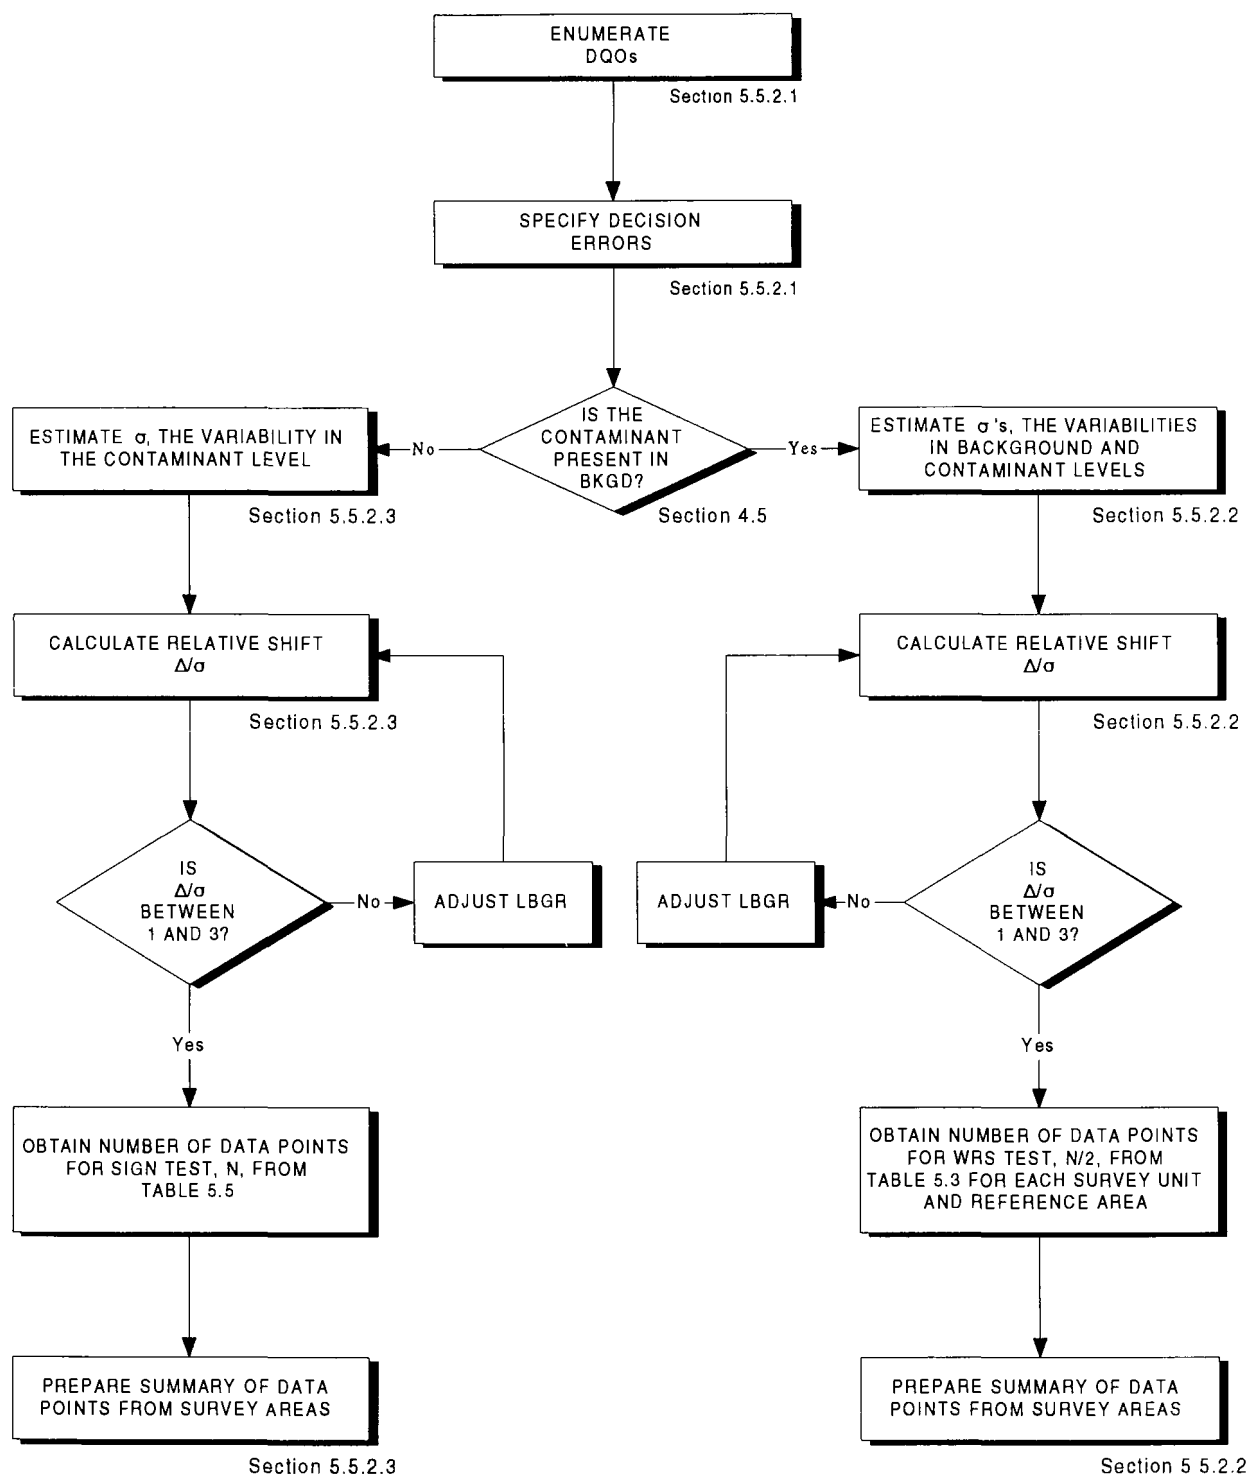 ENUMERATE
DQOs
Section 5.5.2.1
SPECIFY DECISION
ERRORS
Section 5.5.2.1
IS THE
CONTAMINANT
PRESENT IN
BKGD?
Section 4.5
No
Yes
ESTIMATE σ, THE VARIABILITY IN
THE CONTAMINANT LEVEL
Section 5.5.2.3
ESTIMATE σ's, THE VARIABILITIES
IN BACKGROUND AND
CONTAMINANT LEVELS
Section 5.5.2.2
CALCULATE RELATIVE SHIFT
Δ/σ
Section 5.5.2.3
CALCULATE RELATIVE SHIFT
Δ/σ
Section 5.5.2.2
IS
Δ/σ
BETWEEN
1 AND 3?
No
ADJUST LBGR
ADJUST LBGR
No
IS
Δ/σ
BETWEEN
1 AND 3?
Yes
Yes
OBTAIN NUMBER OF DATA POINTS
FOR SIGN TEST, N, FROM
TABLE 5.5
OBTAIN NUMBER OF DATA POINTS
FOR WRS TEST, N/2, FROM
TABLE 5.3 FOR EACH SURVEY UNIT
AND REFERENCE AREA
PREPARE SUMMARY OF DATA
POINTS FROM SURVEY AREAS
Section 5.5.2.3
PREPARE SUMMARY OF DATA
POINTS FROM SURVEY AREAS
Section 5 5.2.2